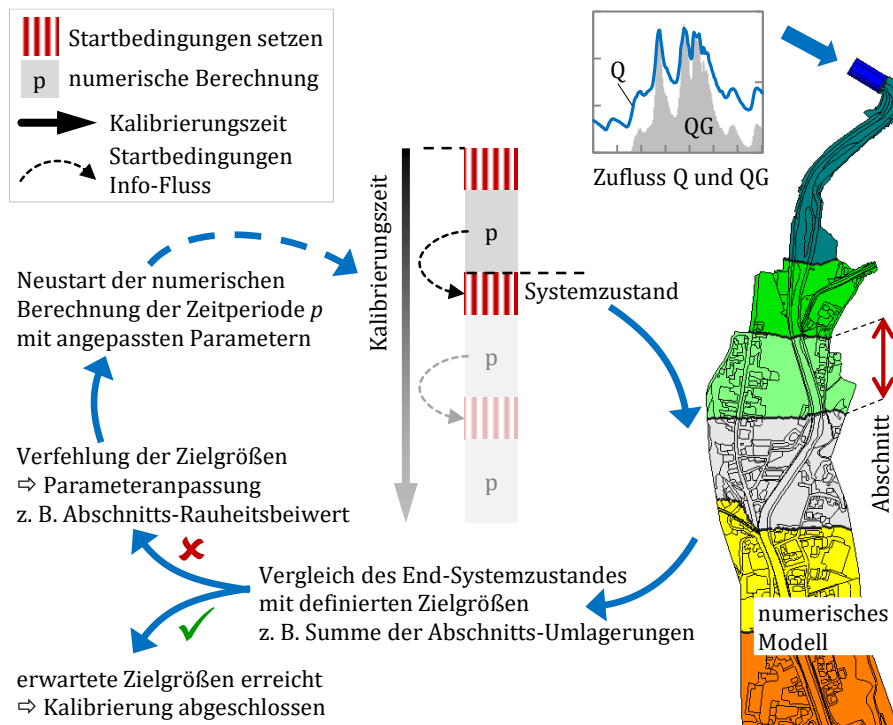 Startbedingungen setzen
p
numerische Berechnung
Kalibrierungszeit
Startbedingungen
Info-Fluss
Q
QG
Zufluss Q und QG
Kalibrierungszeit
p
Systemzustand
p
p
Neustart der numerischen
Berechnung der Zeitperiode p
mit angepassten Parametern
Abschnitt
Verfehlung der Zielgrößen
⇨ Parameteranpassung
z. B. Abschnitts-Rauheitsbeiwert
Vergleich des End-Systemzustandes
mit definierten Zielgrößen
z. B. Summe der Abschnitts-Umlagerungen
numerisches
Modell
erwartete Zielgrößen erreicht
⇨ Kalibrierung abgeschlossen